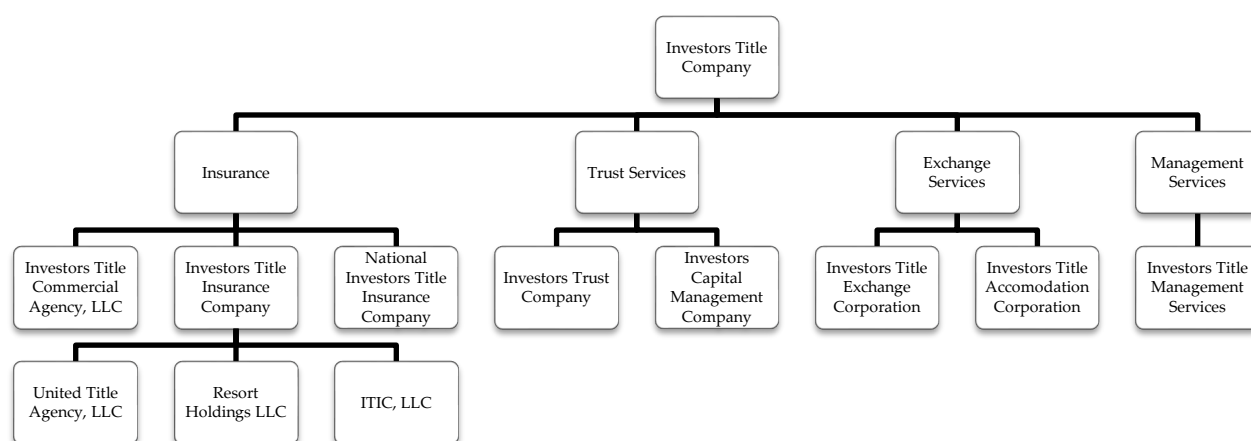 Investors Title
Company
Insurance
Trust Services
Exchange
Services
Management
Services
Investors Title
Commercial
Agency, LLC
Investors Title
Insurance
Company
National
Investors Title
Insurance
Company
Investors Trust
Company
Investors
Capital
Management
Company
Investors Title
Exchange
Corporation
Investors Title
Accomodation
Corporation
Investors Title
Management
Services
United Title
Agency, LLC
Resort
Holdings LLC
ITIC, LLC